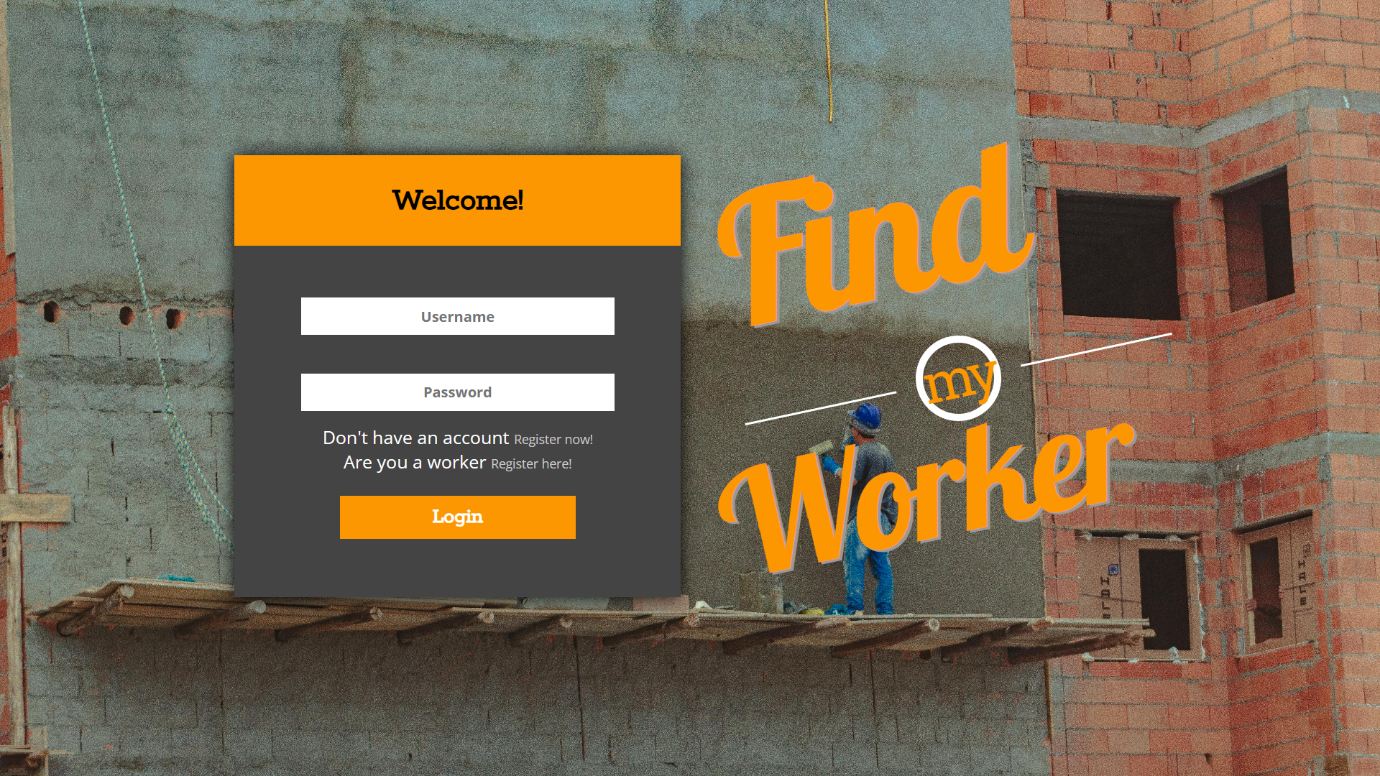 Welcome!
Username
Password
Don't have an account Register now!
Are you a worker Register here!
Login
Find
my
Worker